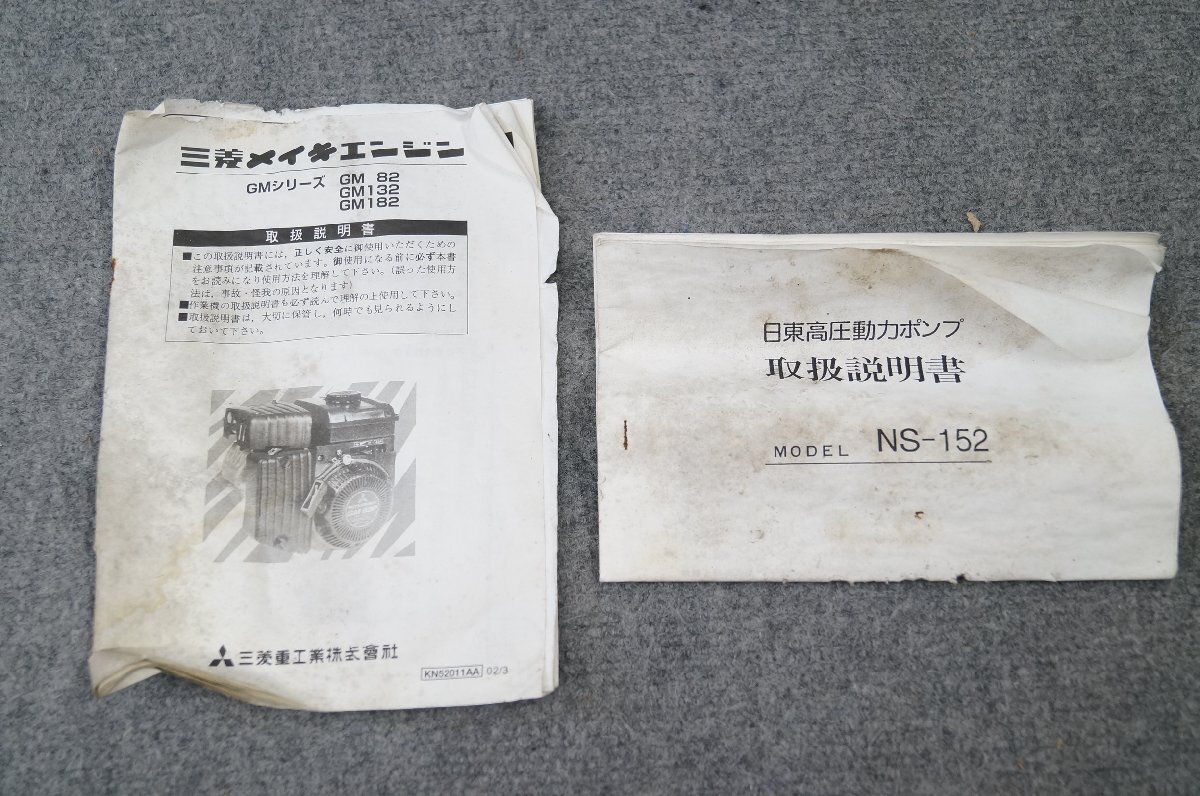 三菱メイキエンジン
GMシリーズ GM 82
GM132
GM182
取扱説明書
■この取扱説明書には，正しく安全に御使用いただくための
注意事項が記載されています。御使用になる前に必ず本書
をお読みになり使用方法を理解して下さい。（誤った使用方
法は，事故・怪我の原因となります）
■作業機の取扱説明書も必ず読んで理解の上使用して下さい。
■取扱説明書は，大切に保管し，何時でも見られるようにし
ておいて下さい。
三菱重工業株式會社
KN52011AA 02/3
日東高圧動力ポンプ
取扱説明書
MODEL NS-152